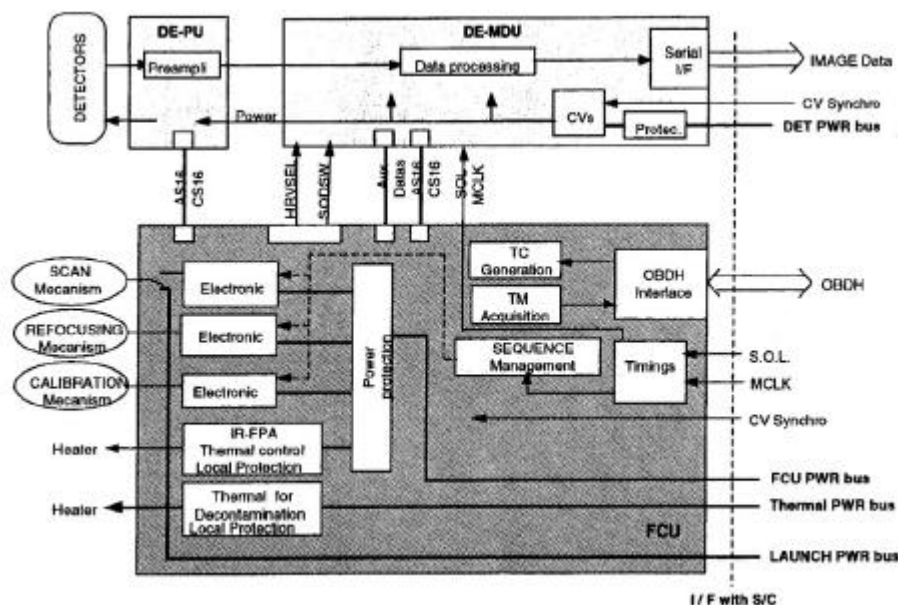 DE-PU
DE-MDU
DETECTORS
Preampli
Data processing
Serial
I/F
IMAGE Data
Power
CVs
CV Synchro
Protec.
DET PWR bus
AS16
CS16
HRVSEL
SODSW
Aux
Datas
AS16
CS16
SOL
MCLK
SCAN
Mecanism
Electronic
TC
Generation
OBDH
Interface
OBDH
TM
Acquisition
REFOCUSING
Mecanism
Electronic
Power
protection
SEQUENCE
Management
Timings
S.O.L.
MCLK
CALIBRATION
Mecanism
Electronic
CV Synchro
Heater
IR-FPA
Thermal control
Local Protection
FCU PWR bus
Heater
Thermal for
Decontamination
Local Protection
Thermal PWR bus
FCU
LAUNCH PWR bus
I / F with S/C